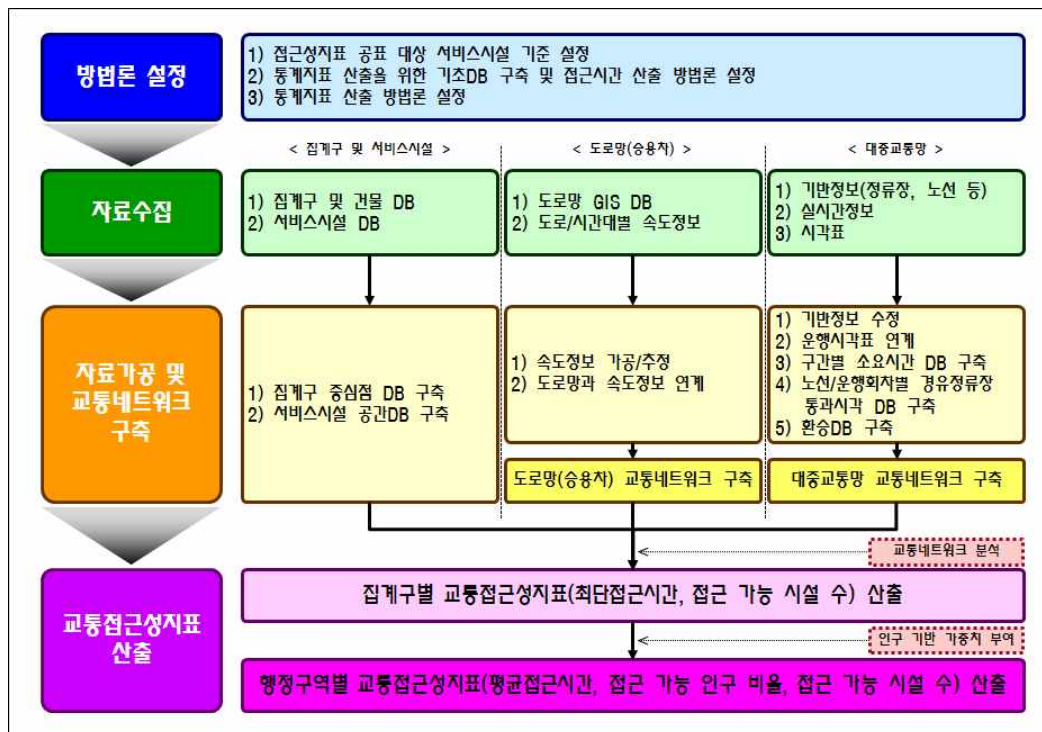 방법론 설정
1) 접근성지표 공표 대상 서비스시설 기준 설정
2) 통계지표 산출을 위한 기초DB 구축 및 접근시간 산출 방법론 설정
3) 통계지표 산출 방법론 설정
< 집계구 및 서비스시설 >
< 도로망(승용차) >
< 대중교통망 >
자료수집
1) 집계구 및 건물 DB
2) 서비스시설 DB
1) 도로망 GIS DB
2) 도로/시간대별 속도정보
1) 기반정보(정류장, 노선 등)
2) 실시간정보
3) 시각표
자료가공 및
교통네트워크
구축
1) 집계구 중심점 DB 구축
2) 서비스시설 공간DB 구축
1) 속도정보 가공/추정
2) 도로망과 속도정보 연계
도로망(승용차) 교통네트워크 구축
1) 기반정보 수정
2) 운행시각표 연계
3) 구간별 소요시간 DB 구축
4) 노선/운행회차별 경유정류장
통과시각 DB 구축
5) 환승DB 구축
대중교통망 교통네트워크 구축
교통네트워크 분석
교통접근성지표
산출
집계구별 교통접근성지표(최단접근시간, 접근 가능 시설 수) 산출
인구 기반 가중치 부여
행정구역별 교통접근성지표(평균접근시간, 접근 가능 인구 비율, 접근 가능 시설 수) 산출